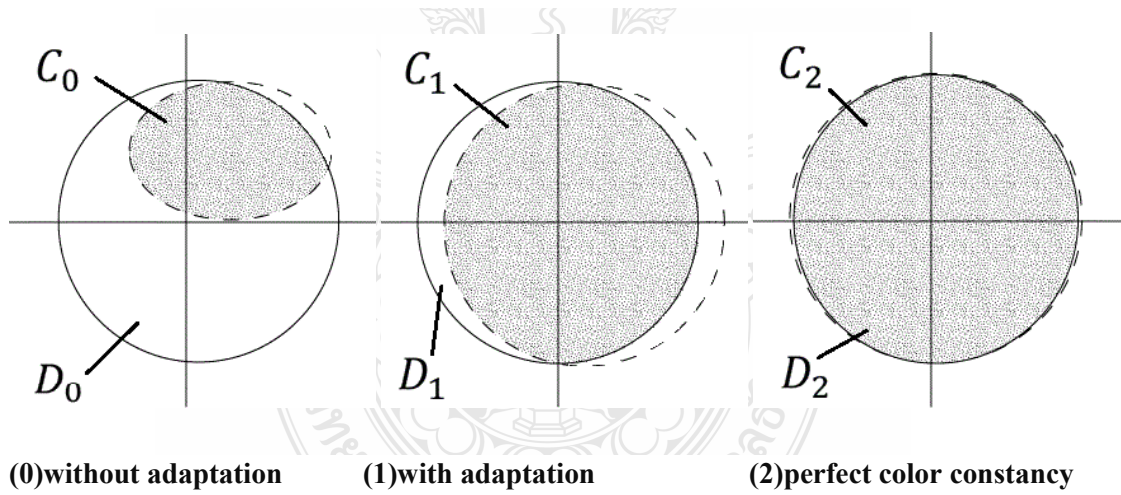 C₀ C₁ C₂
D₀ D₁ D₂
(0)without adaptation (1)with adaptation (2)perfect color constancy